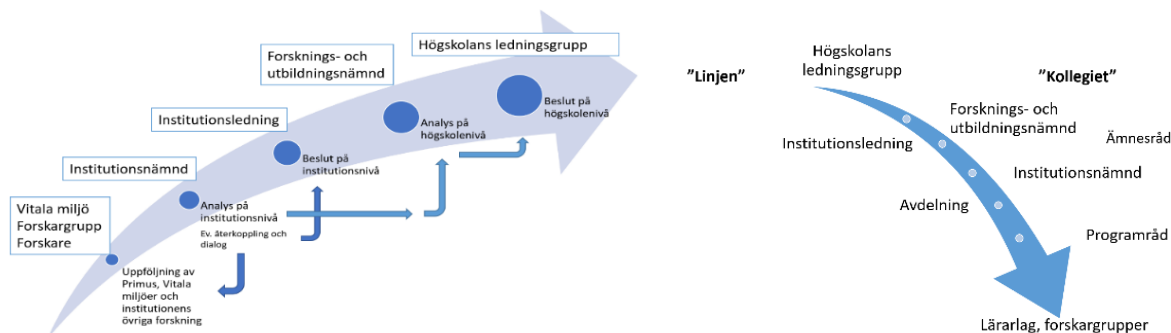 Högskolans ledningsgrupp
Forsknings- och
utbildningsnämnd
Beslut på
högskolenivå
Analys på
högskolenivå
Institutionsledning
Beslut på
institutionsnivå
Institutionsnämnd
Analys på
institutionsnivå
Ev. återkoppling och
dialog
Vitala miljö
Forskargrupp
Forskare
Uppföljning av
Primus, Vitala
miljöer och
institutionens
övriga forskning
"Linjen"
"Kollegiet"
Högskolans
ledningsgrupp
Forsknings- och
utbildningsnämnd
Ämnesråd
Institutionsledning
Institutionsnämnd
Avdelning
Programråd
Lärarlag, forskargrupper